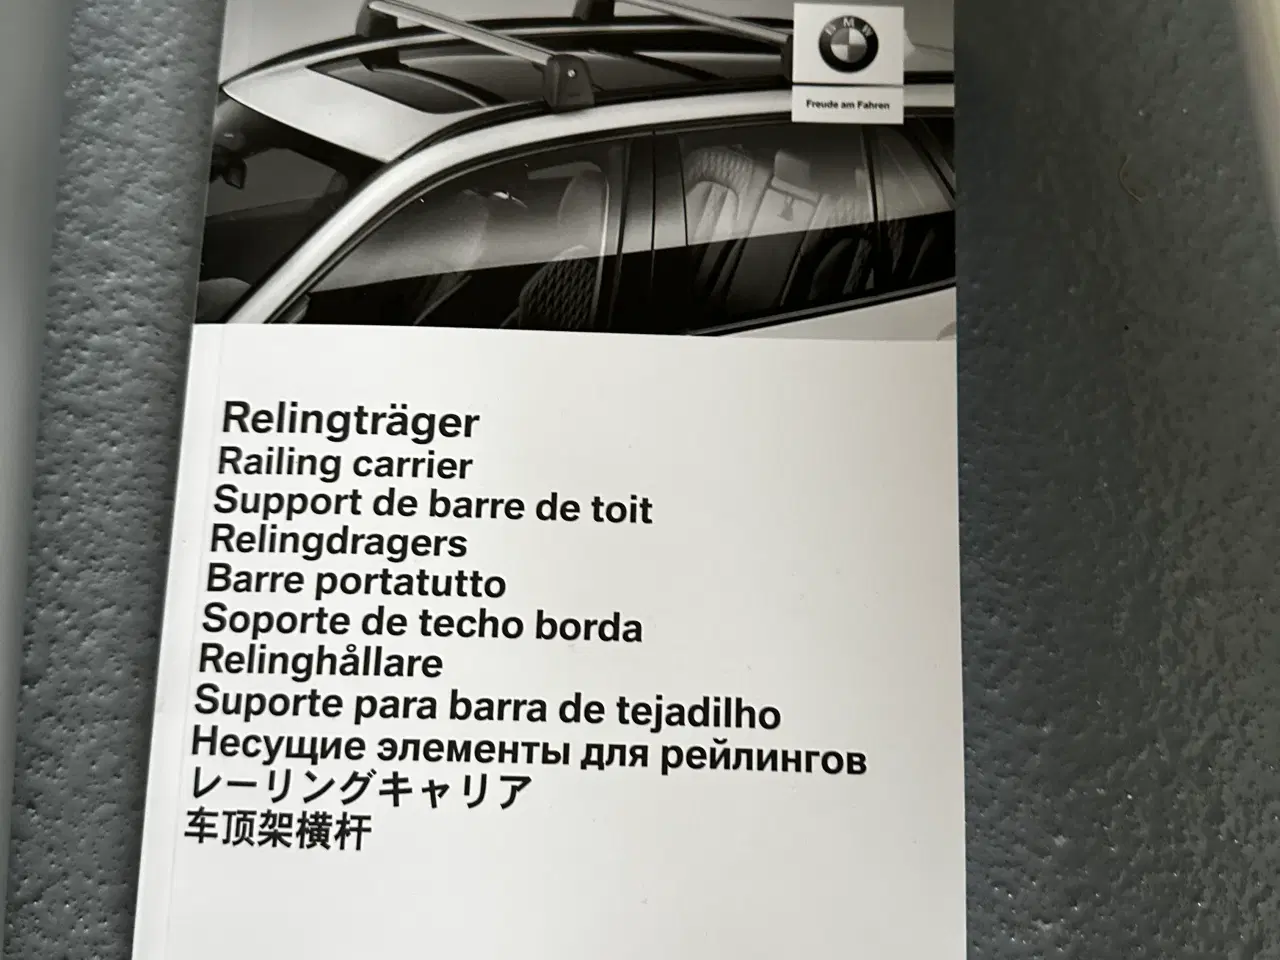 BMW
Freude am Fahren
Relingträger
Railing carrier
Support de barre de toit
Relingdragers
Barre portatutto
Soporte de techo borda
Relinghållare
Suporte para barra de tejadilho
Несущие элементы для рейлингов
レーリングキャリア
车顶架横杆